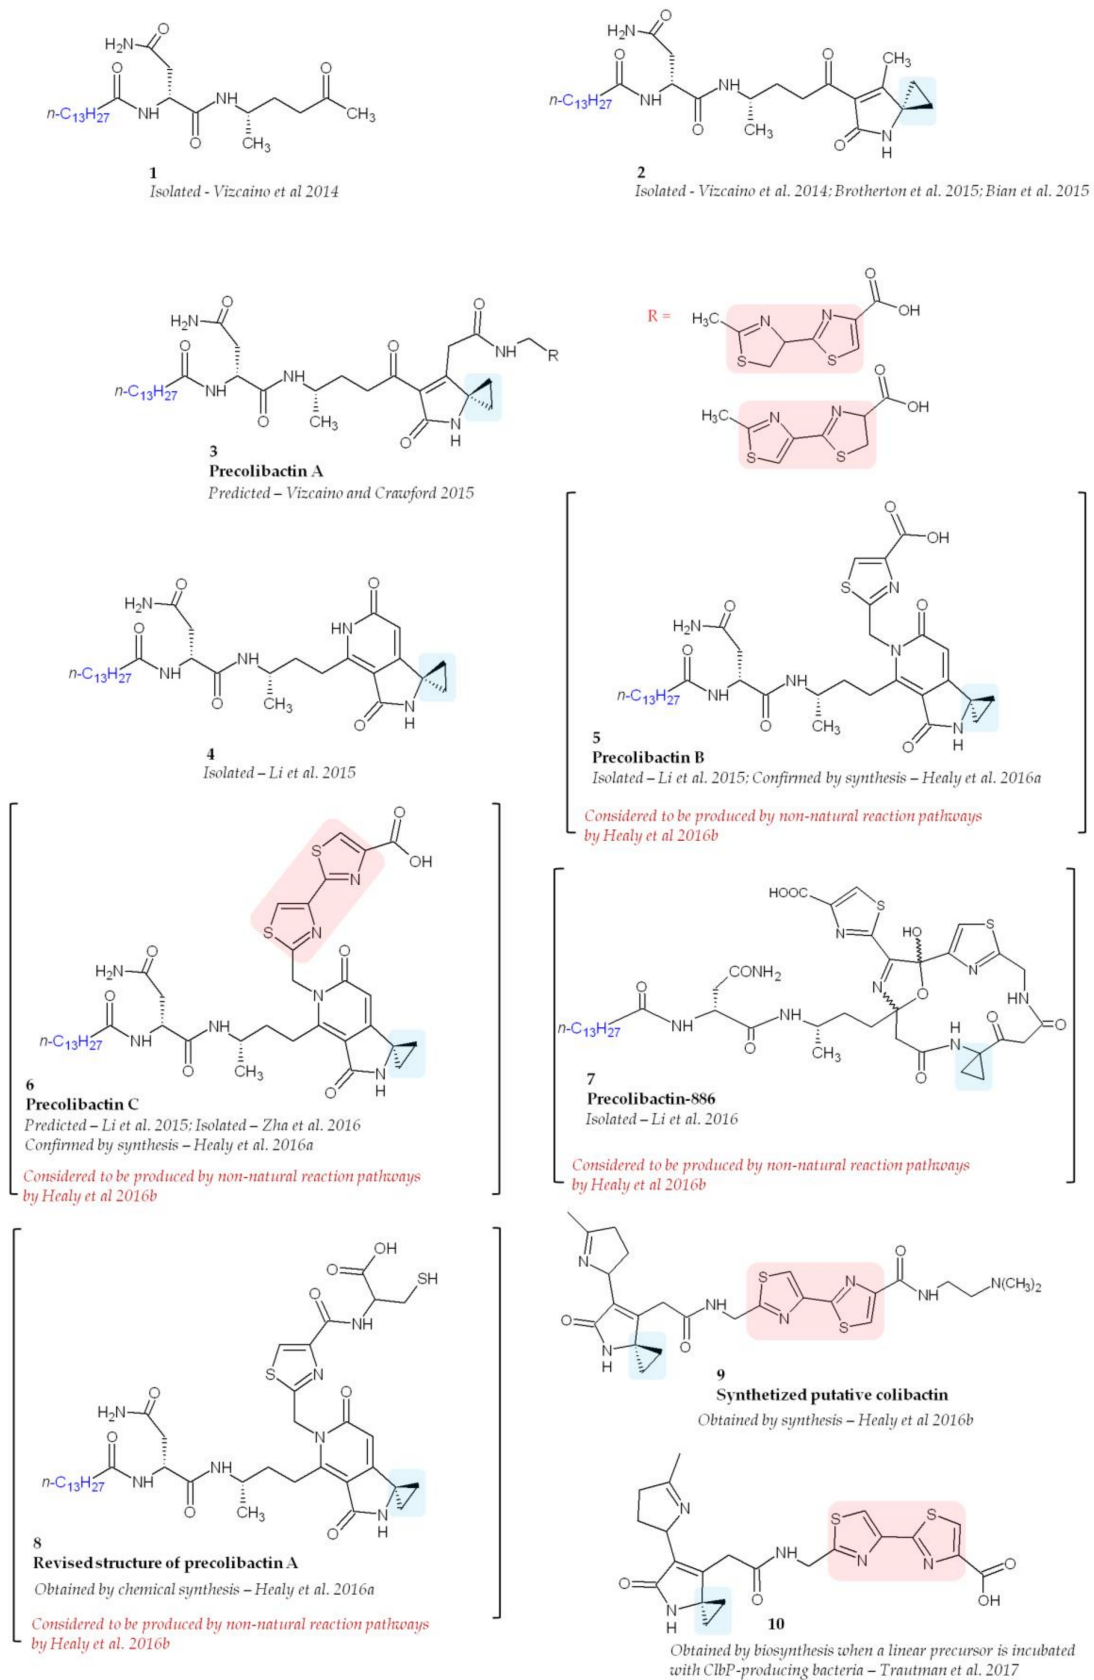 1
Isolated - Vizcaino et al 2014
2
Isolated - Vizcaino et al. 2014; Brotherton et al. 2015; Bian et al. 2015
H₂N
O
O
n-C₁₃H₂₇
NH
O
NH
CH₃
O
CH₃
H₂N
O
O
n-C₁₃H₂₇
NH
O
NH
CH₃
O
CH₃
O
N
H
H₂N
O
O
n-C₁₃H₂₇
NH
O
NH
CH₃
O
O
NH
R
O
N
H
3
Precolibactin A
Predicted – Vizcaino and Crawford 2015
R =
H₃C
N
S
N
S
O
OH
H₃C
N
S
N
S
O
OH
H₂N
O
O
n-C₁₃H₂₇
NH
O
NH
CH₃
O
HN
O
NH
4
Isolated – Li et al. 2015
O
OH
S
N
H₂N
O
O
n-C₁₃H₂₇
NH
O
NH
CH₃
N
O
O
N
H
5
Precolibactin B
Isolated – Li et al. 2015; Confirmed by synthesis – Healy et al. 2016a
Considered to be produced by non-natural reaction pathways
by Healy et al 2016b
O
OH
S
N
S
N
H₂N
O
O
n-C₁₃H₂₇
NH
O
NH
CH₃
N
O
O
NH
6
Precolibactin C
Predicted – Li et al. 2015; Isolated – Zha et al. 2016
Confirmed by synthesis – Healy et al. 2016a
Considered to be produced by non-natural reaction pathways
by Healy et al 2016b
HOOC
S
N
HO
S
N
N
O
CONH₂
O
n-C₁₃H₂₇
NH
O
NH
CH₃
HN
O
H
N
O
O
7
Precolibactin-886
Isolated – Li et al. 2016
Considered to be produced by non-natural reaction pathways
by Healy et al 2016b
OH
O
SH
O
NH
S
N
H₂N
O
O
n-C₁₃H₂₇
NH
O
NH
CH₃
N
O
O
N
H
8
Revised structure of precolibactin A
Obtained by chemical synthesis – Healy et al. 2016a
Considered to be produced by non-natural reaction pathways
by Healy et al. 2016b
N
O
N
H
O
NH
S
N
N
S
O
NH
N(CH₃)₂
9
Synthetized putative colibactin
Obtained by synthesis – Healy et al 2016b
N
O
N
H
O
NH
S
N
S
N
O
OH
10
Obtained by biosynthesis when a linear precursor is incubated
with ClbP-producing bacteria – Trautman et al. 2017